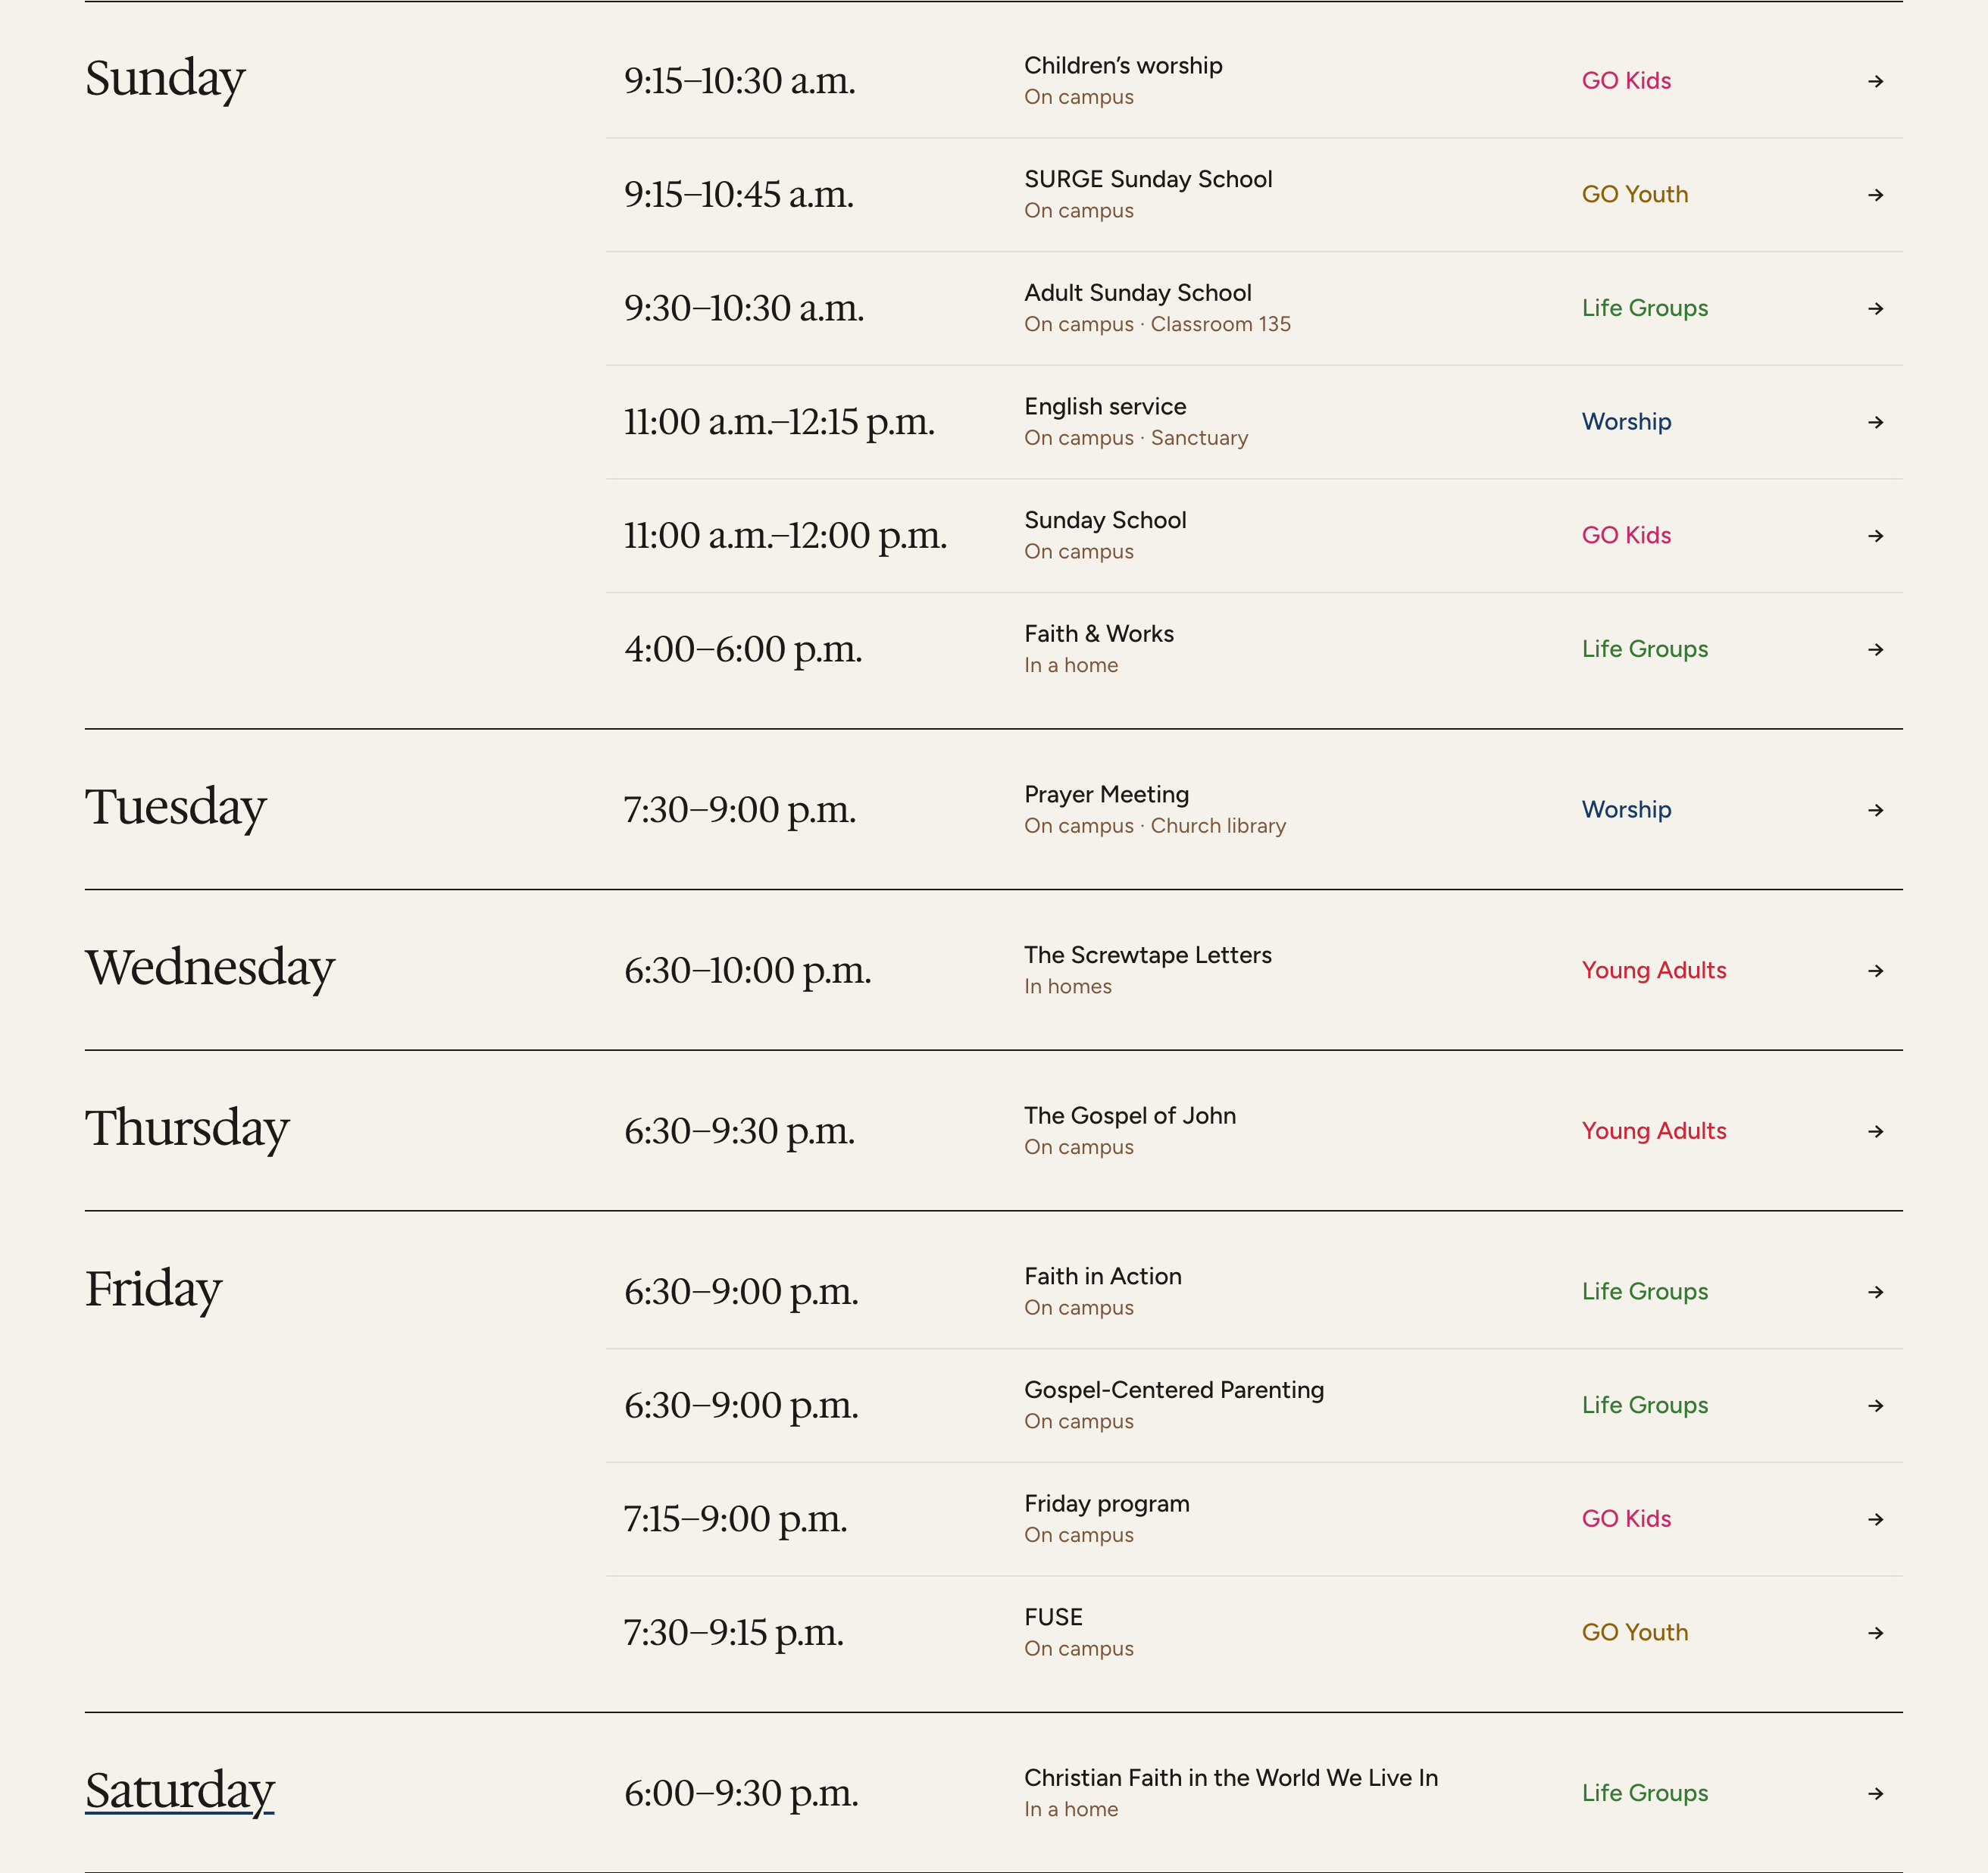 Sunday
9:15–10:30 a.m.
Children’s worship
On campus
GO Kids
→
9:15–10:45 a.m.
SURGE Sunday School
On campus
GO Youth
→
9:30–10:30 a.m.
Adult Sunday School
On campus · Classroom 135
Life Groups
→
11:00 a.m.–12:15 p.m.
English service
On campus · Sanctuary
Worship
→
11:00 a.m.–12:00 p.m.
Sunday School
On campus
GO Kids
→
4:00–6:00 p.m.
Faith & Works
In a home
Life Groups
→
Tuesday
7:30–9:00 p.m.
Prayer Meeting
On campus · Church library
Worship
→
Wednesday
6:30–10:00 p.m.
The Screwtape Letters
In homes
Young Adults
→
Thursday
6:30–9:30 p.m.
The Gospel of John
On campus
Young Adults
→
Friday
6:30–9:00 p.m.
Faith in Action
On campus
Life Groups
→
6:30–9:00 p.m.
Gospel-Centered Parenting
On campus
Life Groups
→
7:15–9:00 p.m.
Friday program
On campus
GO Kids
→
7:30–9:15 p.m.
FUSE
On campus
GO Youth
→
Saturday
6:00–9:30 p.m.
Christian Faith in the World We Live In
In a home
Life Groups
→